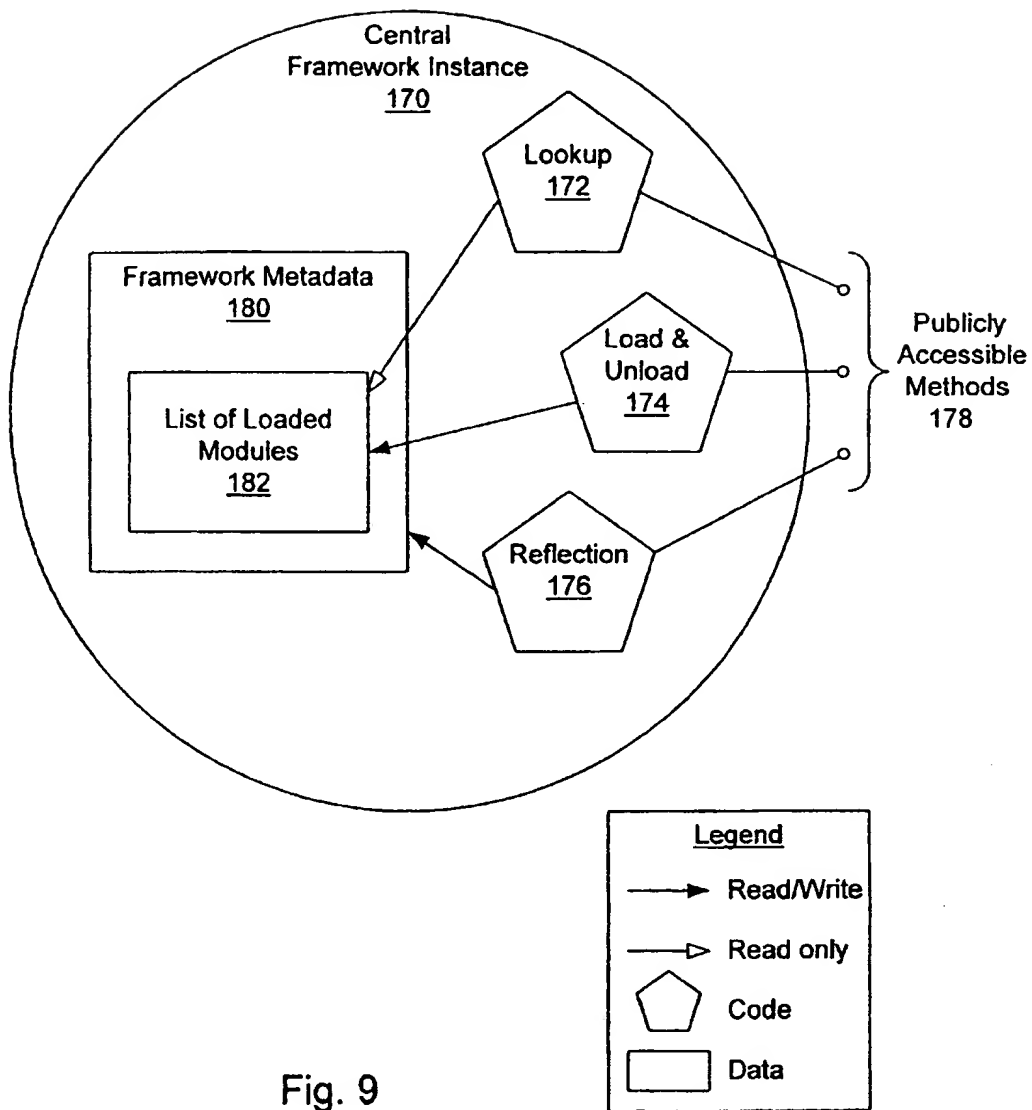 Central
Framework Instance
170
Lookup
172
Framework Metadata
180
List of Loaded
Modules
182
Load &
Unload
174
Reflection
176
Publicly
Accessible
Methods
178
Legend
Read/Write
Read only
Code
Data
Fig. 9